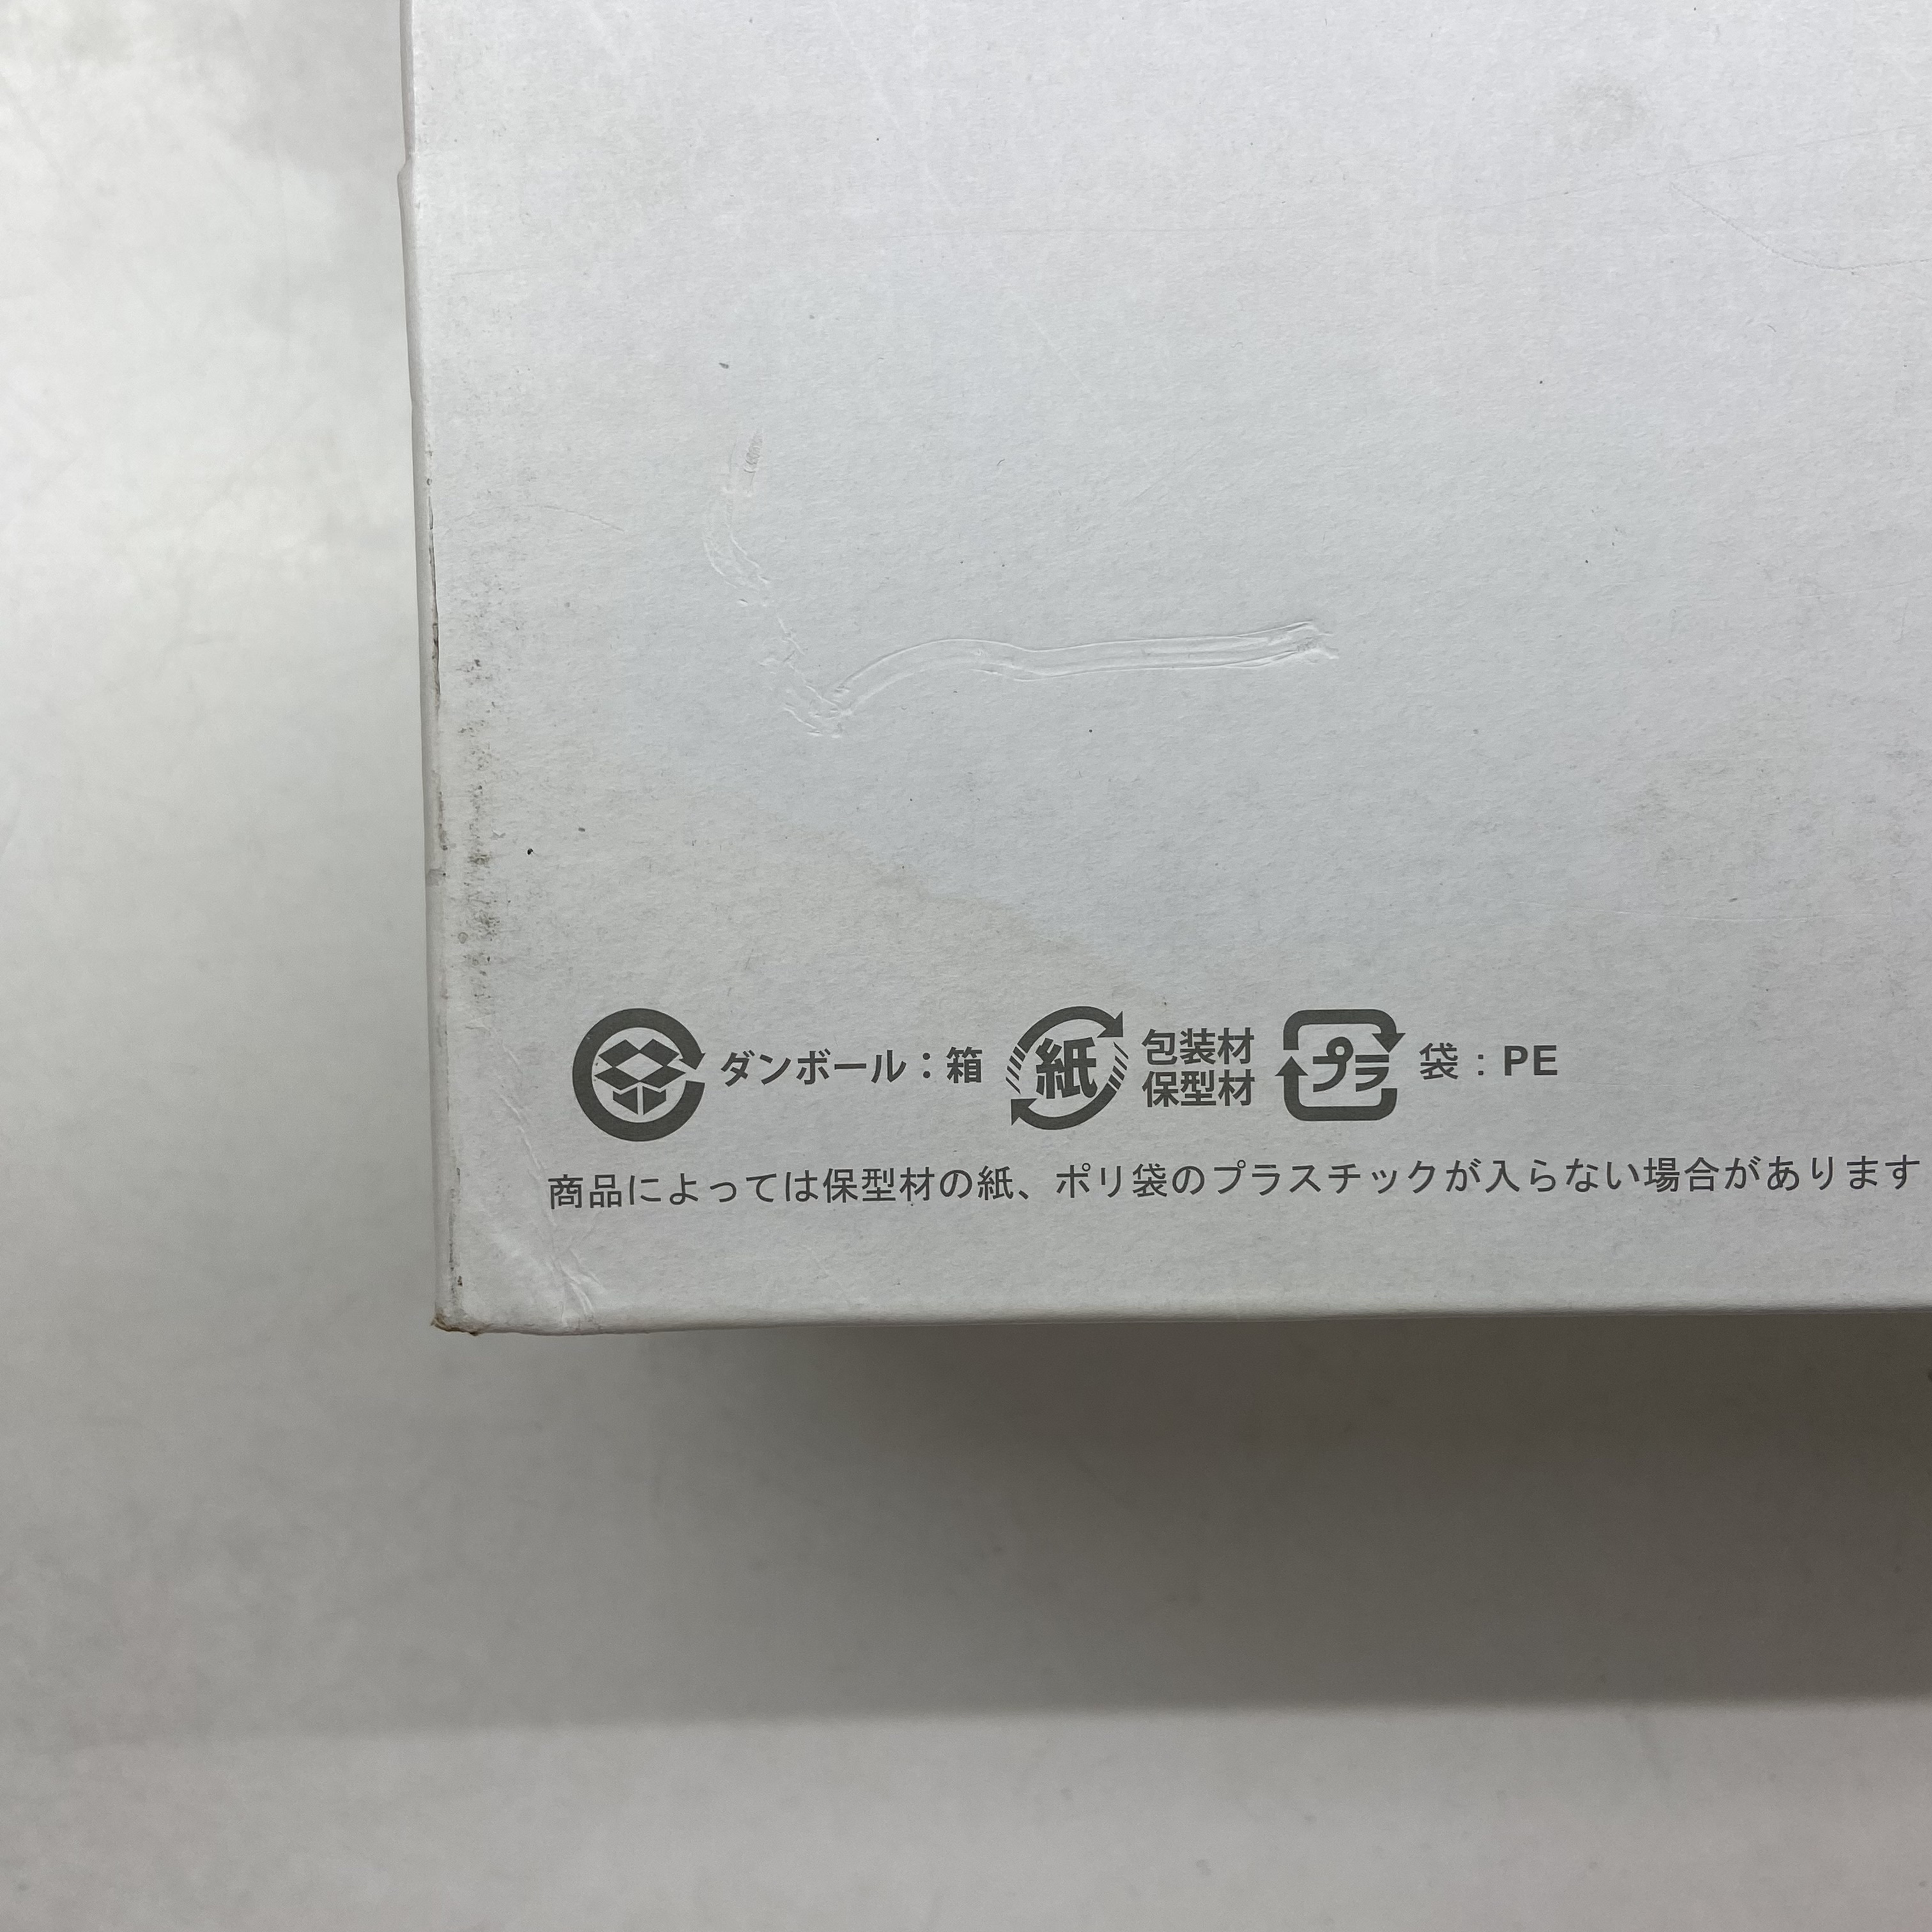 ダンボール：箱 紙 包装材 保型材 プラ 袋：PE
商品によっては保型材の紙、ポリ袋のプラスチックが入らない場合があります